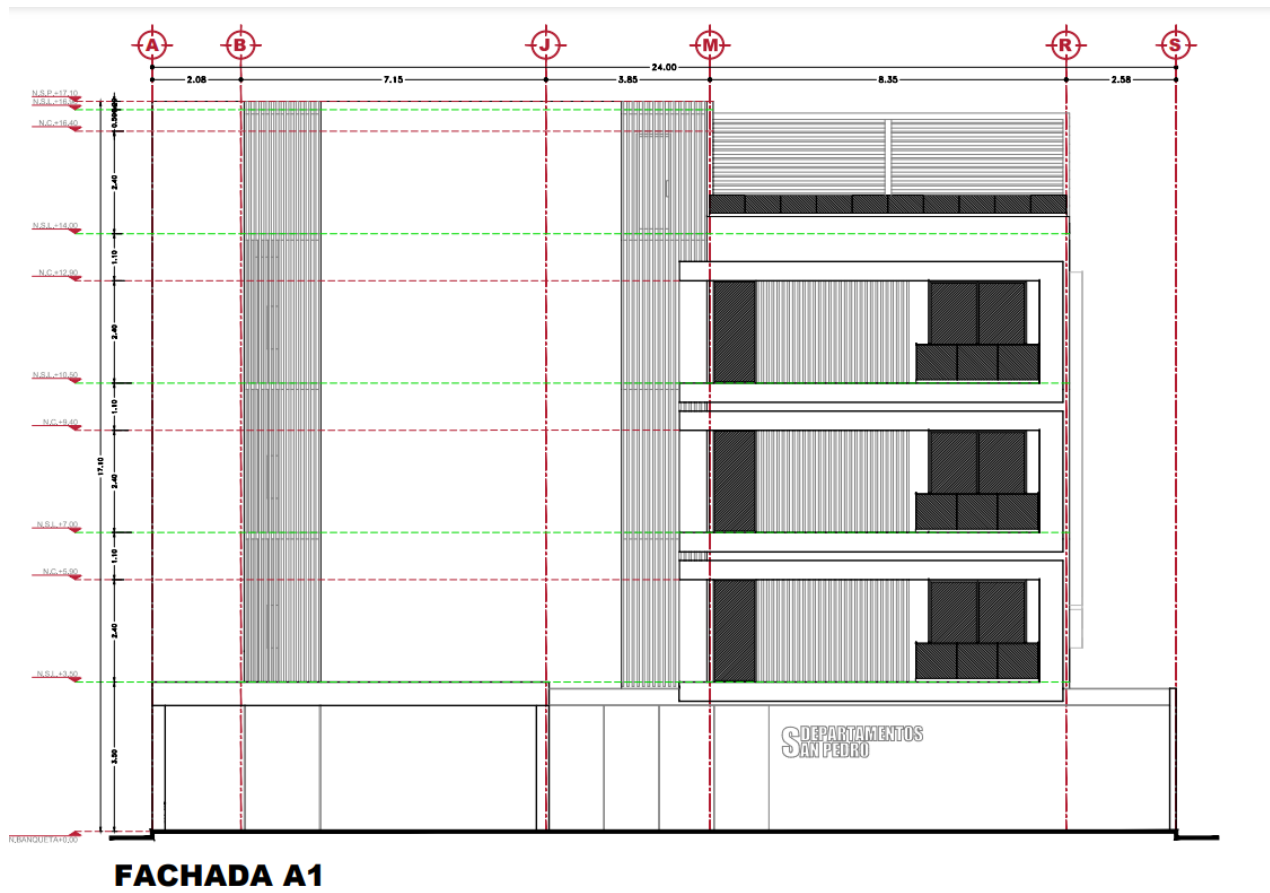 A B J M R S
24.00
2.08 7.15 3.85 8.35 2.58
N.S.P.+17.10
N.C.+16.40
2.40
N.S.L.+14.00
1.10
N.C.+12.90
2.40
N.S.L.+10.50
1.10
N.C.+9.40
17.10
2.40
N.S.L.+7.00
1.10
N.C.+5.90
2.40
N.S.L.+3.50
DEPARTAMENTOS
SAN PEDRO
3.50
N.BANQUETA+0.00
FACHADA A1